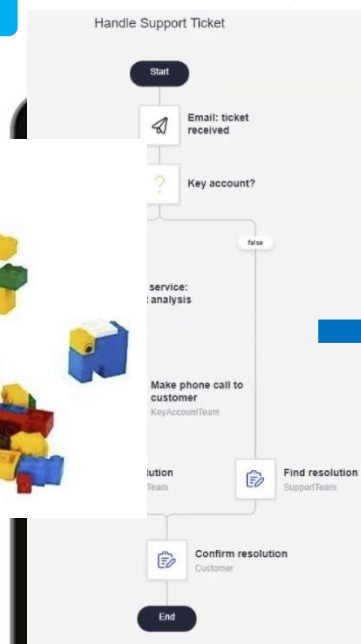 Handle Support Ticket
Start
Email: ticket
received
Key account?
false
service:
analysis
Make phone call to
customer
KeyAccountTeam
lution
Team
Find resolution
SupportTeam
Confirm resolution
Customer
End